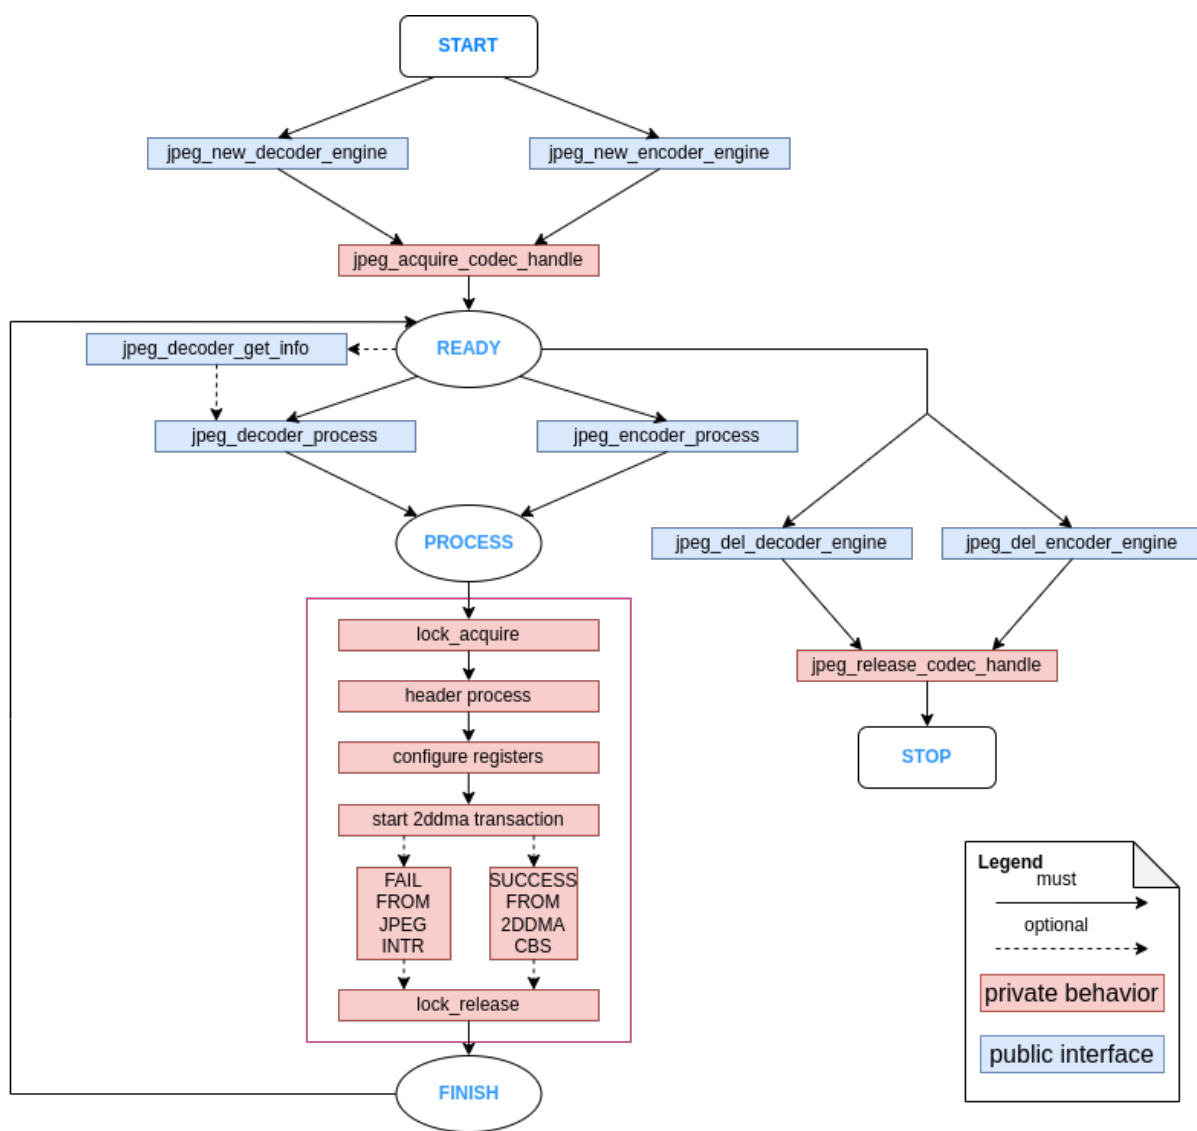 START
jpeg_new_decoder_engine
jpeg_new_encoder_engine
jpeg_acquire_codec_handle
READY
jpeg_decoder_get_info
jpeg_decoder_process
jpeg_encoder_process
PROCESS
jpeg_del_decoder_engine
jpeg_del_encoder_engine
lock_acquire
header process
configure registers
start 2ddma transaction
FAIL
FROM
JPEG
INTR
SUCCESS
FROM
2DDMA
CBS
lock_release
FINISH
jpeg_release_codec_handle
STOP
Legend
must
optional
private behavior
public interface